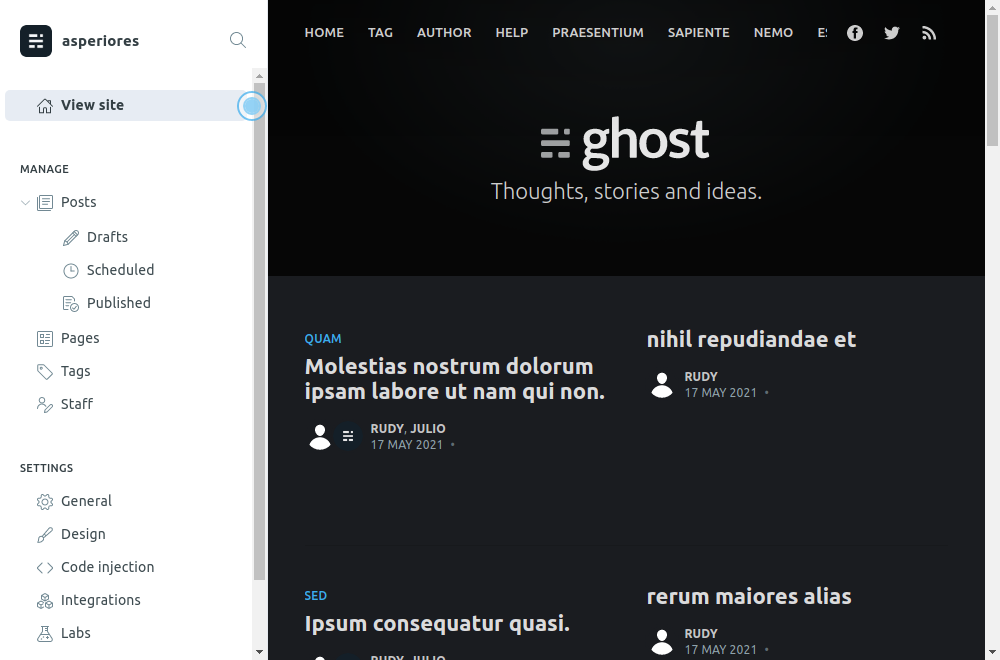 asperiores
View site
MANAGE
Posts
Drafts
Scheduled
Published
Pages
Tags
Staff
SETTINGS
General
Design
Code injection
Integrations
Labs
HOME TAG AUTHOR HELP PRAESENTIUM SAPIENTE NEMO
ghost
Thoughts, stories and ideas.
QUAM
Molestias nostrum dolorum
ipsam labore ut nam qui non.
RUDY, JULIO
17 MAY 2021 •
nihil repudiandae et
RUDY
17 MAY 2021 •
SED
Ipsum consequatur quasi.
RUDY, JULIO
rerum maiores alias
RUDY
17 MAY 2021 •